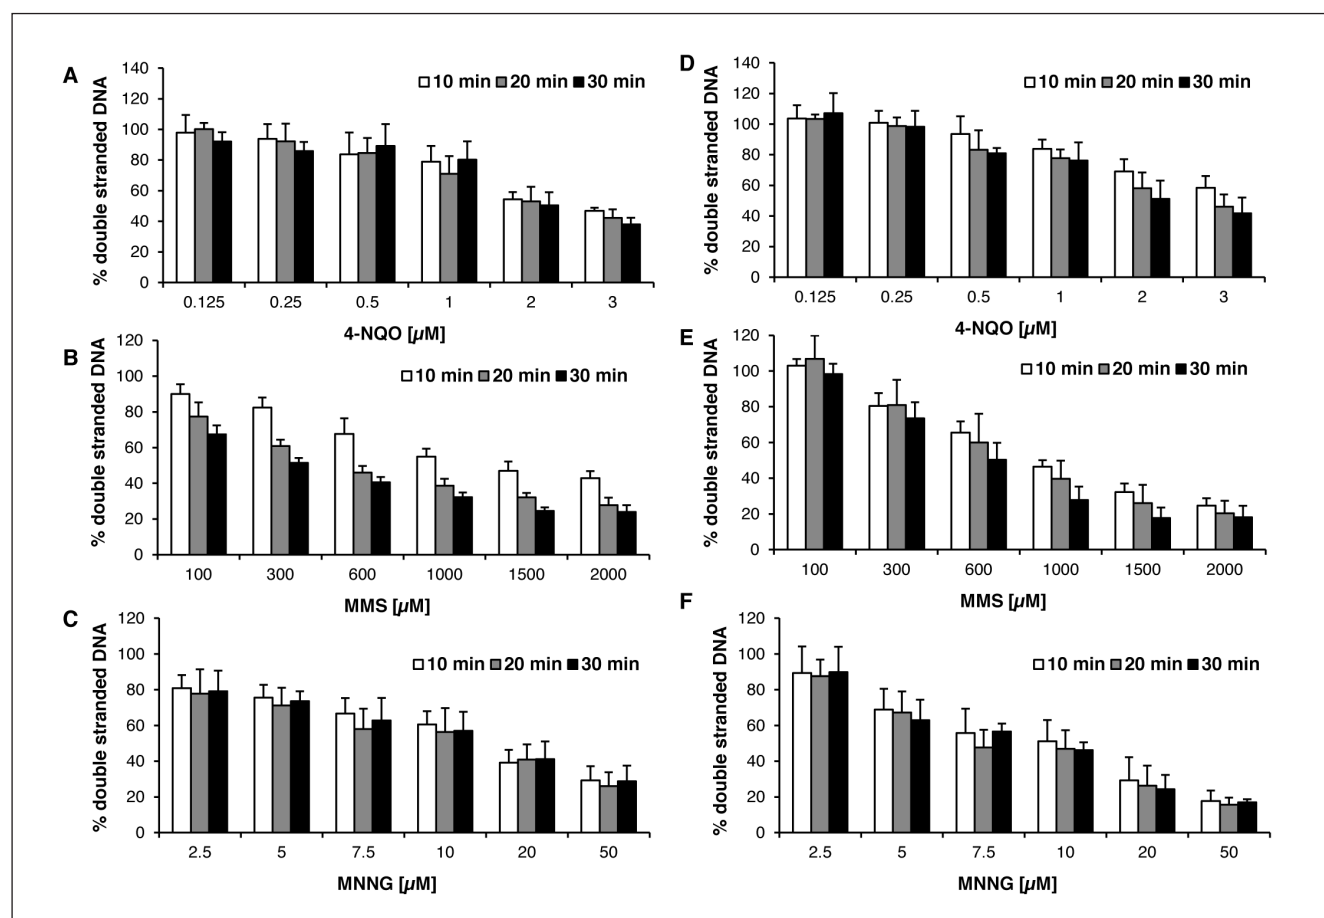 A
140
120
100
80
60
40
20
0
% double stranded DNA
10 min 20 min 30 min
0.125 0.25 0.5 1 2 3
4-NQO [µM]
B
120
100
80
60
40
20
0
% double stranded DNA
10 min 20 min 30 min
100 300 600 1000 1500 2000
MMS [µM]
C
120
100
80
60
40
20
0
% double stranded DNA
10 min 20 min 30 min
2.5 5 7.5 10 20 50
MNNG [µM]
D
140
120
100
80
60
40
20
0
% double stranded DNA
10 min 20 min 30 min
0.125 0.25 0.5 1 2 3
4-NQO [µM]
E
120
100
80
60
40
20
0
% double stranded DNA
10 min 20 min 30 min
100 300 600 1000 1500 2000
MMS [µM]
F
120
100
80
60
40
20
0
% double stranded DNA
10 min 20 min 30 min
2.5 5 7.5 10 20 50
MNNG [µM]